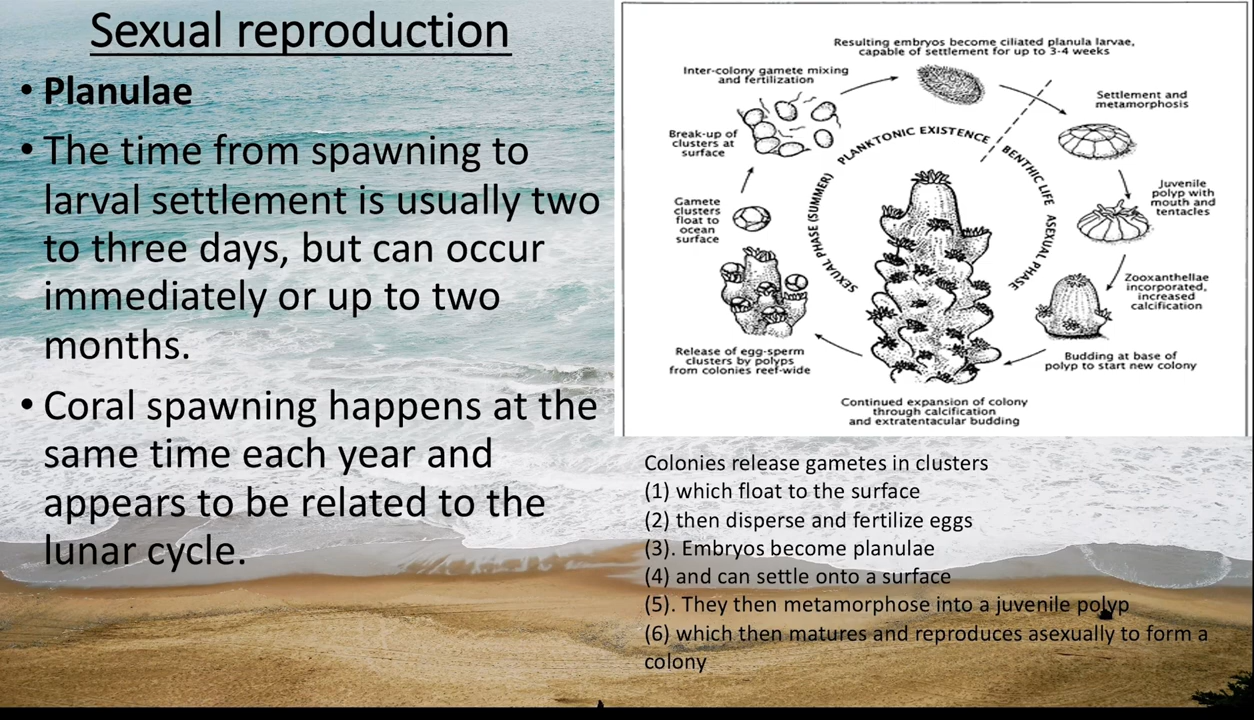 Sexual reproduction
• Planulae
• The time from spawning to
larval settlement is usually two
to three days, but can occur
immediately or up to two
months.
• Coral spawning happens at the
same time each year and
appears to be related to the
lunar cycle.
Resulting embryos become ciliated planula larvae,
capable of settlement for up to 3-4 weeks
Inter-colony gamete mixing
and fertilization
Settlement and
metamorphosis
Break-up of
clusters at
surface
PLANKTONIC EXISTENCE
BENTHIC LIFE
Juvenile
polyp with
mouth and
tentacles
Gamete
clusters
float to
ocean
surface
SEXUAL PHASE (SUMMER)
ASEXUAL PHASE
Zooxanthellae
incorporated,
increased
calcification
Release of egg-sperm
clusters by polyps
from colonies reef-wide
Budding at base of
polyp to start new colony
Continued expansion of colony
through calcification
and extratentacular budding
Colonies release gametes in clusters
(1) which float to the surface
(2) then disperse and fertilize eggs
(3). Embryos become planulae
(4) and can settle onto a surface
(5). They then metamorphose into a juvenile polyp
(6) which then matures and reproduces asexually to form a
colony